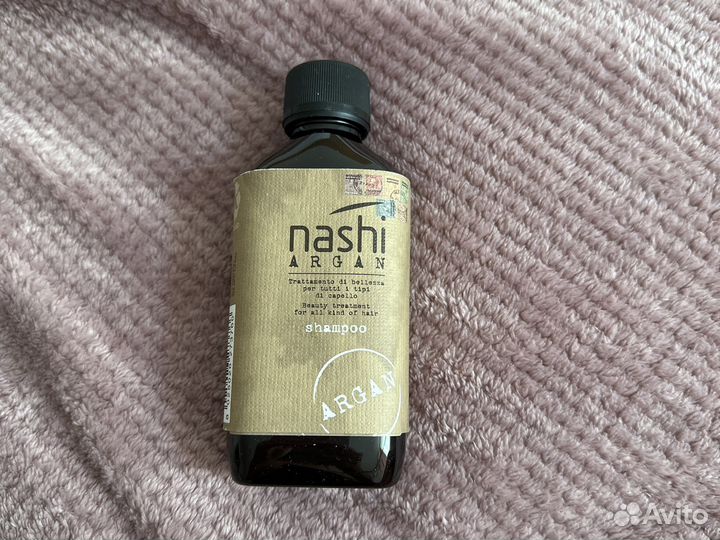 nashi
ARGAN
Trattamento di bellezza
per tutti i tipi
di capello
Beauty treatment
for all kind of hair
shampoo
ARGAN
Avito